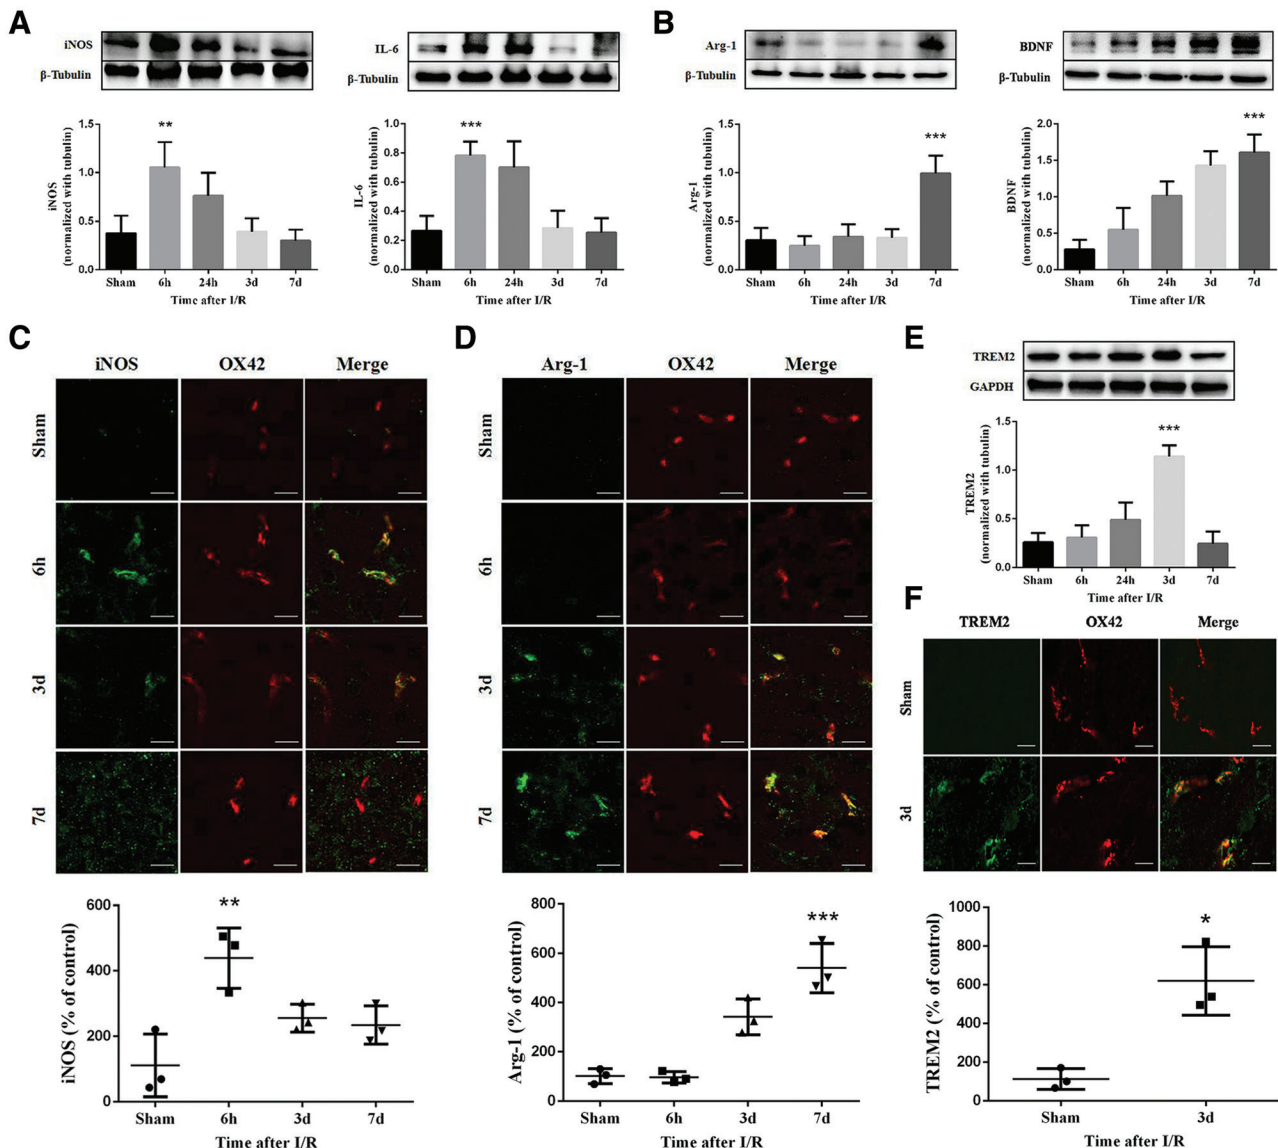 A
iNOS
β-Tubulin
IL-6
β-Tubulin
iNOS
(normalized with tubulin)
1.5
1.0
0.5
0.0
**
Sham 6h 24h 3d 7d
Time after I/R
IL-6
(normalized with tubulin)
1.0
0.8
0.6
0.4
0.2
0.0
***
Sham 6h 24h 3d 7d
Time after I/R
B
Arg-1
β-Tubulin
BDNF
β-Tubulin
Arg-1
(normalized with tubulin)
1.5
1.0
0.5
0.0
***
Sham 6h 24h 3d 7d
Time after I/R
BDNF
(normalized with tubulin)
2.0
1.5
1.0
0.5
0.0
***
Sham 6h 24h 3d 7d
Time after I/R
C
iNOS OX42 Merge
Sham
6h
3d
7d
iNOS (% of control)
600
400
200
0
**
Sham 6h 3d 7d
Time after I/R
D
Arg-1 OX42 Merge
Sham
6h
3d
7d
Arg-1 (% of control)
800
600
400
200
0
***
Sham 6h 3d 7d
Time after I/R
E
TREM2
GAPDH
TREM2
(normalized with tubulin)
1.5
1.0
0.5
0.0
***
Sham 6h 24h 3d 7d
Time after I/R
F
TREM2 OX42 Merge
Sham
3d
TREM2 (% of control)
1000
800
600
400
200
0
*
Sham 3d
Time after I/R